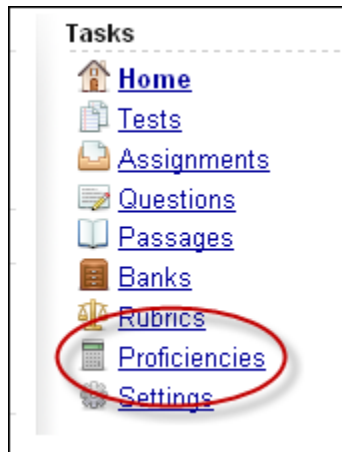 Tasks
Home
Tests
Assignments
Questions
Passages
Banks
Rubrics
Proficiencies
Settings